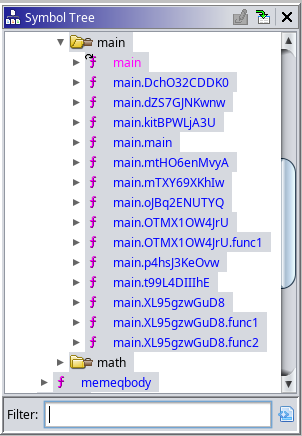 Symbol Tree
main
f main
f main.DchO32CDDK0
f main.dZS7GJNKwnw
f main.kitBPWLjA3U
f main.main
f main.mtHO6enMvyA
f main.mTXY69XKhIw
f main.oJBq2ENUTYQ
f main.OTMX1OW4JrU
f main.OTMX1OW4JrU.func1
f main.p4hsJ3KeOvw
f main.t99L4DIIIhE
f main.XL95gzwGuD8
f main.XL95gzwGuD8.func1
f main.XL95gzwGuD8.func2
math
f memeqbody
Filter: